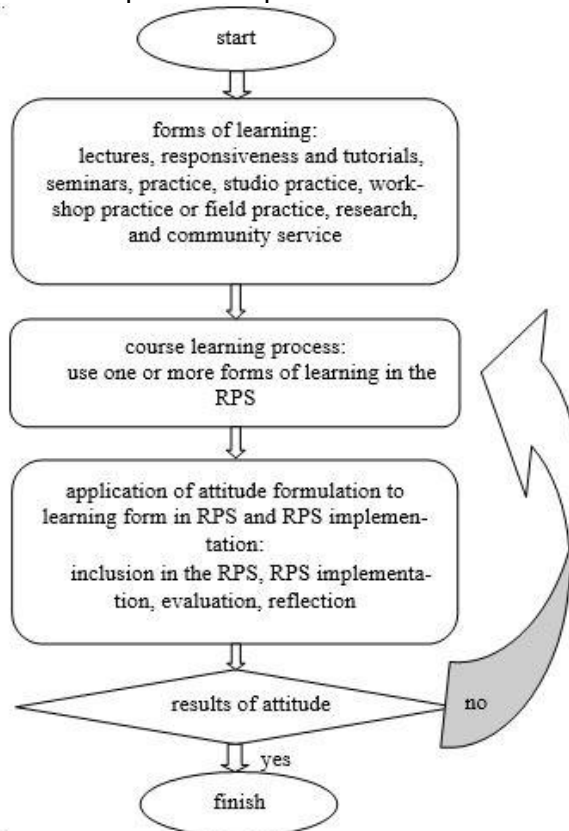 start
forms of learning:
lectures, responsiveness and tutorials,
seminars, practice, studio practice, work-
shop practice or field practice, research,
and community service
course learning process:
use one or more forms of learning in the
RPS
application of attitude formulation to
learning form in RPS and RPS implemen-
tation:
inclusion in the RPS, RPS implementa-
tion, evaluation, reflection
results of attitude
no
yes
finish